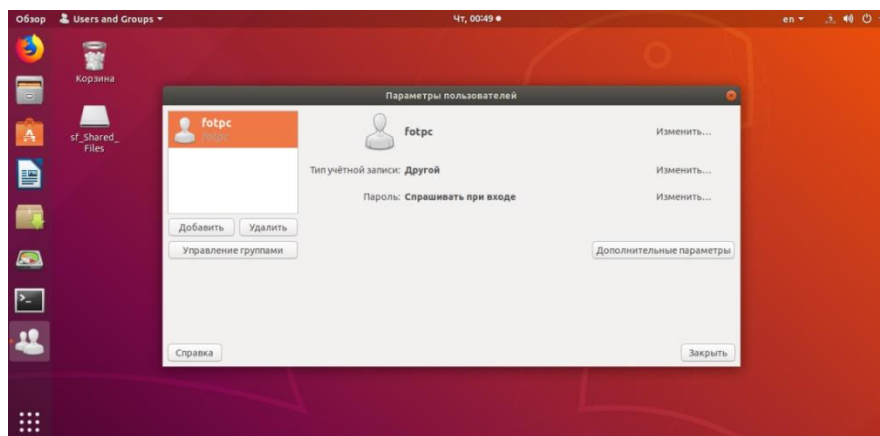 Обзор
Users and Groups
Чт, 00:49
en
Корзина
sf_Shared_
Files
Параметры пользователей
fotpc
fotpc
fotpc
Изменить...
Тип учётной записи: Другой
Изменить...
Пароль: Спрашивать при входе
Изменить...
Добавить
Удалить
Управление группами
Дополнительные параметры
Справка
Закрыть